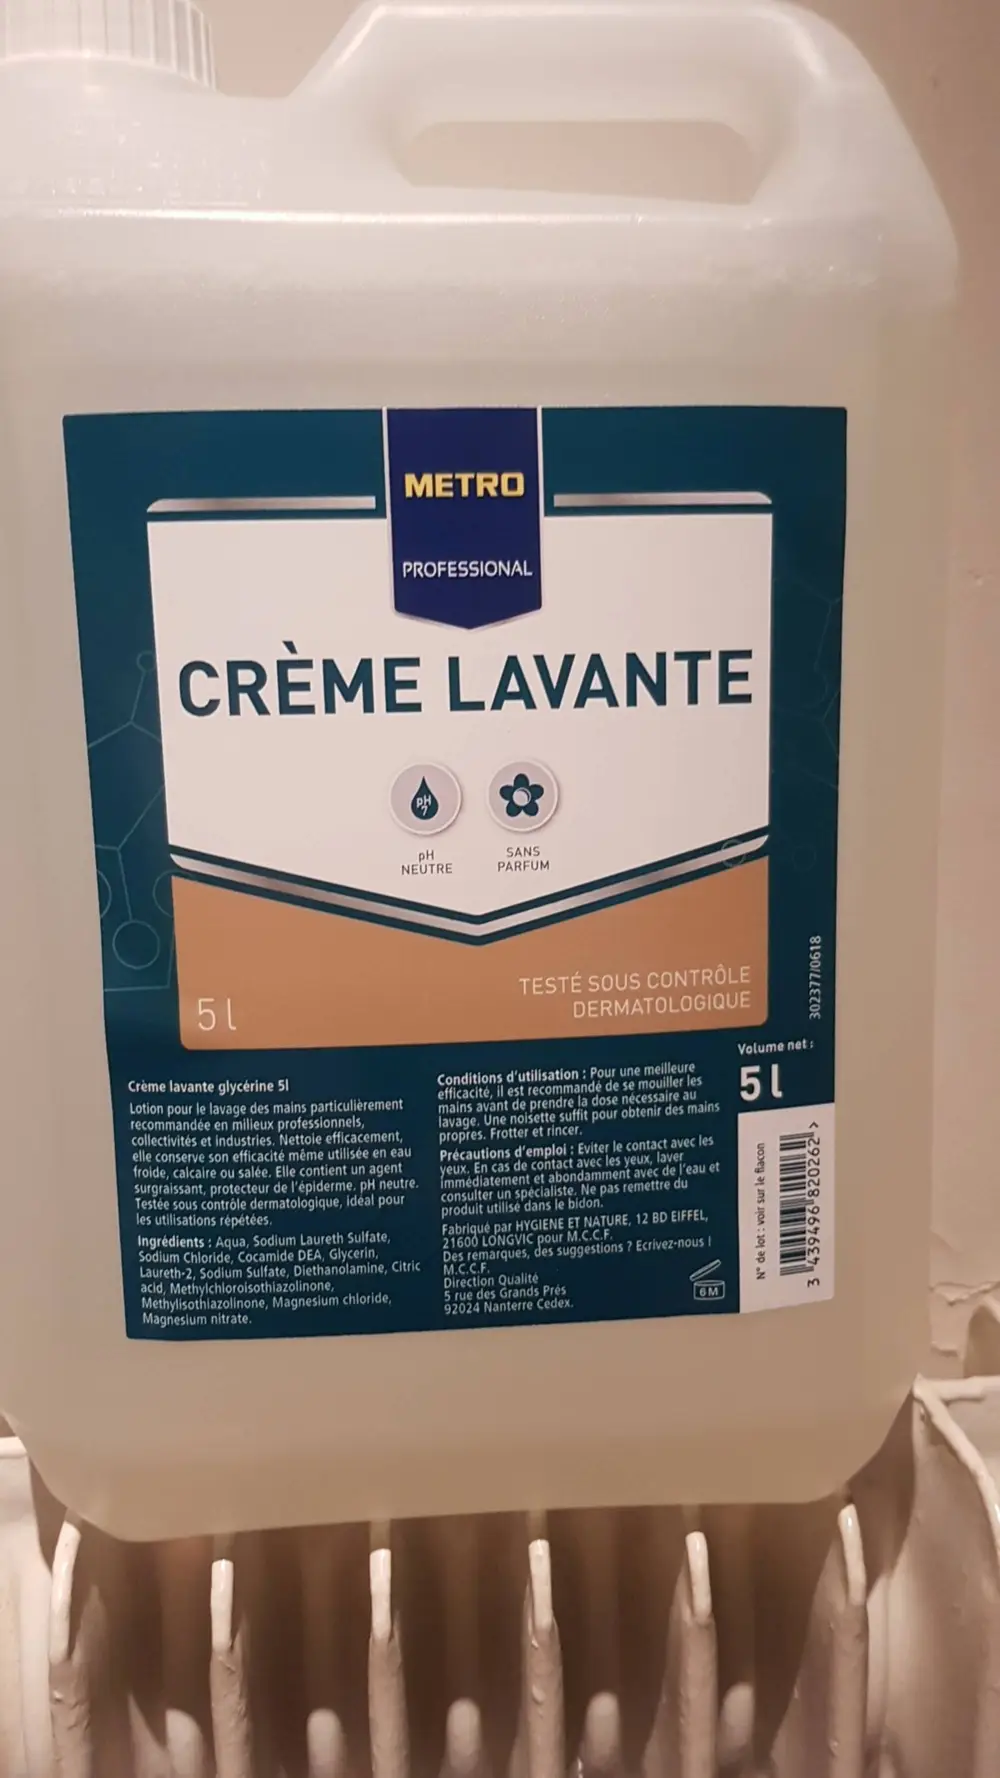 METRO
PROFESSIONAL
CRÈME LAVANTE
pH
7
pH
NEUTRE
SANS
PARFUM
5 l
TESTÉ SOUS CONTRÔLE
DERMATOLOGIQUE
302377/0618
Crème lavante glycérine 5l
Lotion pour le lavage des mains particulièrement
recommandée en milieux professionnels,
collectivités et industries. Nettoie efficacement,
elle conserve son efficacité même utilisée en eau
froide, calcaire ou salée. Elle contient un agent
surgraissant, protecteur de l'épiderme. pH neutre.
Testée sous contrôle dermatologique, idéal pour
les utilisations répétées.
Ingrédients : Aqua, Sodium Laureth Sulfate,
Sodium Chloride, Cocamide DEA, Glycerin,
Laureth-2, Sodium Sulfate, Diethanolamine, Citric
acid, Methylchloroisothiazolinone,
Methylisothiazolinone, Magnesium chloride,
Magnesium nitrate.
Conditions d'utilisation : Pour une meilleure
efficacité, il est recommandé de se mouiller les
mains avant de prendre la dose nécessaire au
lavage. Une noisette suffit pour obtenir des mains
propres. Frotter et rincer.
Précautions d'emploi : Eviter le contact avec les
yeux. En cas de contact avec les yeux, laver
immédiatement et abondamment avec de l'eau et
consulter un spécialiste. Ne pas remettre du
produit utilisé dans le bidon.
Fabriqué par HYGIENE ET NATURE, 12 BD EIFFEL,
21600 LONGVIC pour M.C.C.F.
Des remarques, des suggestions ? Ecrivez-nous !
M.C.C.F.
Direction Qualité
5 rue des Grands Prés
92024 Nanterre Cedex.
6M
Volume net :
5 l
N° de lot : voir sur le flacon
3 439496 820262 >